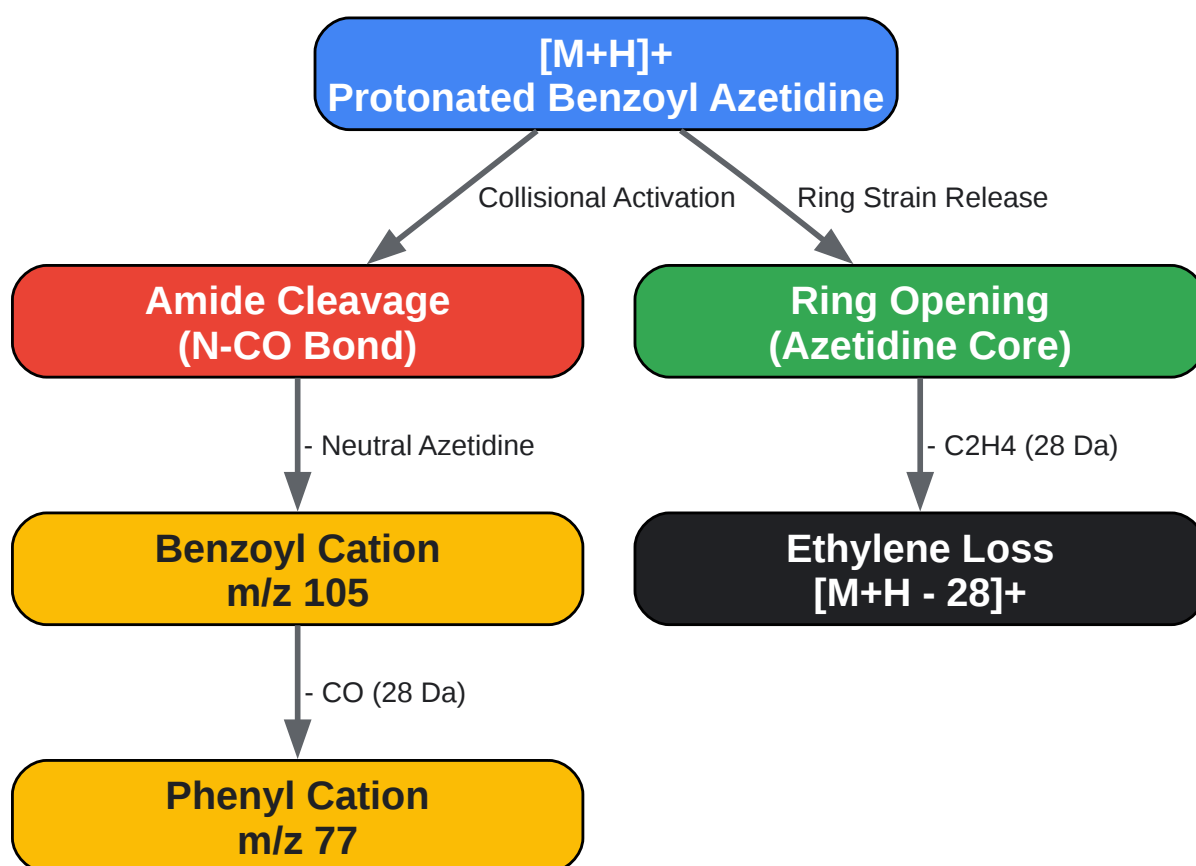 [M+H]+
Protonated Benzoyl Azetidine
Collisional Activation
Ring Strain Release
Amide Cleavage
(N-CO Bond)
Ring Opening
(Azetidine Core)
- Neutral Azetidine
- C2H4 (28 Da)
Benzoyl Cation
m/z 105
Ethylene Loss
[M+H - 28]+
- CO (28 Da)
Phenyl Cation
m/z 77